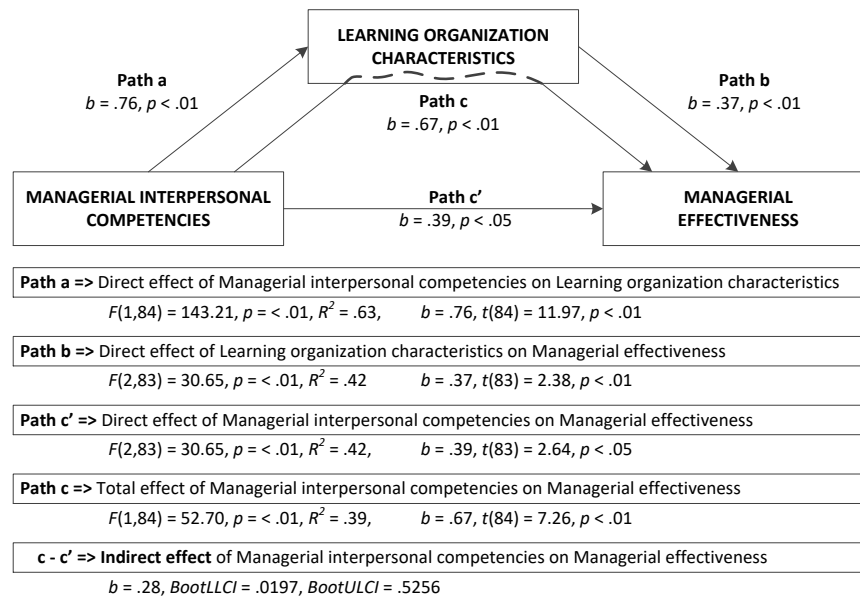 LEARNING ORGANIZATION
CHARACTERISTICS
Path a
b = .76, p < .01
Path c
b = .67, p < .01
Path b
b = .37, p < .01
MANAGERIAL INTERPERSONAL
COMPETENCIES
Path c’
b = .39, p < .05
MANAGERIAL
EFFECTIVENESS
Path a => Direct effect of Managerial interpersonal competencies on Learning organization characteristics
F(1,84) = 143.21, p = < .01, R² = .63, b = .76, t(84) = 11.97, p < .01
Path b => Direct effect of Learning organization characteristics on Managerial effectiveness
F(2,83) = 30.65, p = < .01, R² = .42 b = .37, t(83) = 2.38, p < .01
Path c’ => Direct effect of Managerial interpersonal competencies on Managerial effectiveness
F(2,83) = 30.65, p = < .01, R² = .42, b = .39, t(83) = 2.64, p < .05
Path c => Total effect of Managerial interpersonal competencies on Managerial effectiveness
F(1,84) = 52.70, p = < .01, R² = .39, b = .67, t(84) = 7.26, p < .01
c - c’ => Indirect effect of Managerial interpersonal competencies on Managerial effectiveness
b = .28, BootLLCI = .0197, BootULCI = .5256